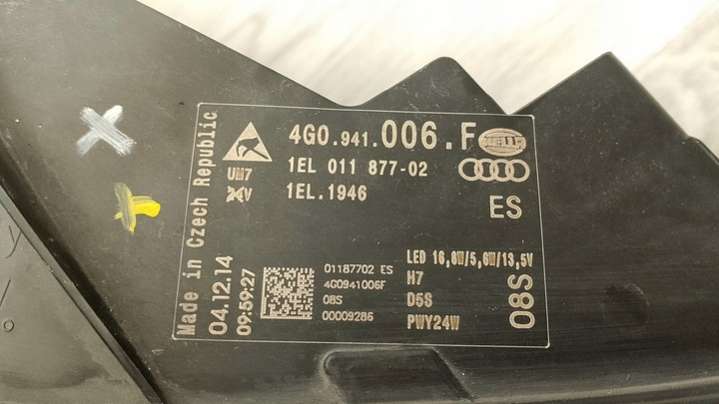 4G0.941.006.F
HELLA
1EL 011 877-02
UM7
1EL.1946
ES
Made in Czech Republic
04.12.14
09:59:27
01187702 ES
4G0941006F
08S
00009286
LED 16,8W/5,6W/13,5V
H7
D5S
PWY24W
08S